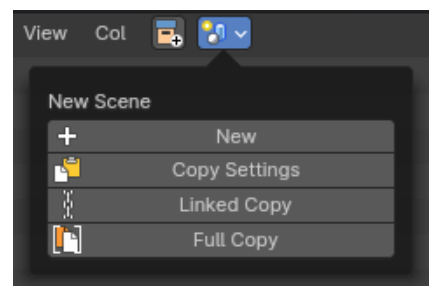 View Col
New Scene
New
Copy Settings
Linked Copy
Full Copy